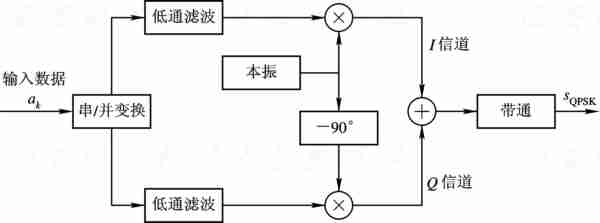 低通滤波
×
I信道
本振
输入数据
aₖ
串/并变换
−90°
+
带通
s_QPSK
低通滤波
×
Q信道